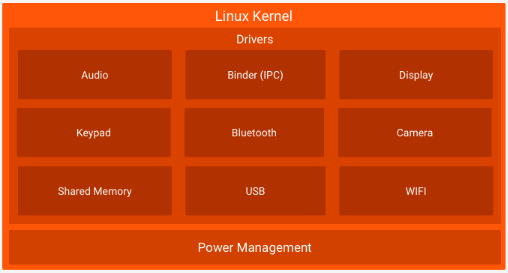 Linux Kernel
Drivers
Audio
Binder (IPC)
Display
Keypad
Bluetooth
Camera
Shared Memory
USB
WIFI
Power Management